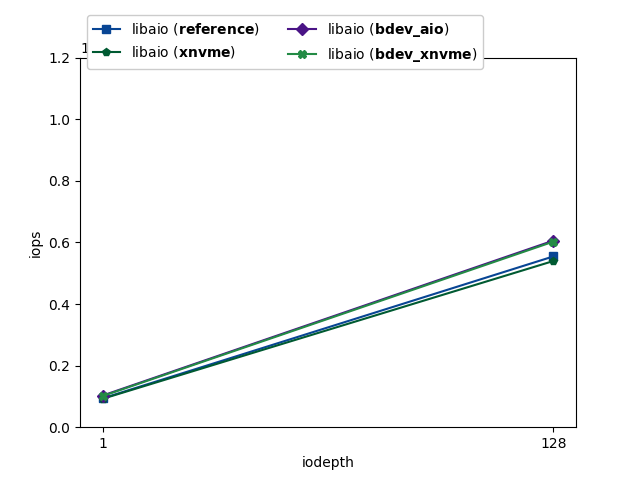 libaio (reference)
libaio (xnvme)
libaio (bdev_aio)
libaio (bdev_xnvme)
1.2
1.0
0.8
0.6
0.4
0.2
0.0
iops
1
128
iodepth